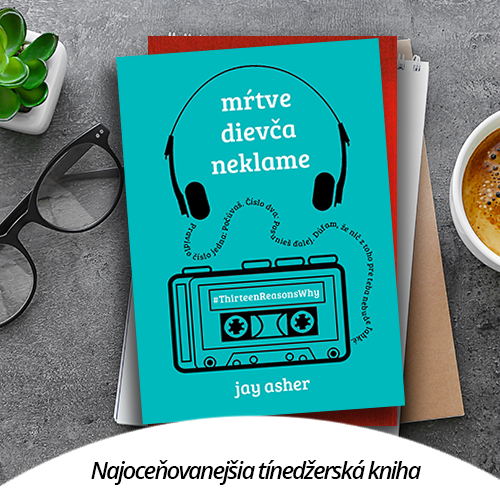 mŕtve
dievča
neklame
Pravidlo číslo jedna: Počúvaš. Číslo dva: Počúvnieš ďalej. Dúfam, že nič z toho pre teba nebude ľahké.
#ThirteenReasonsWhy
jay asher
Najoceňovanejšia tínedžerská kniha